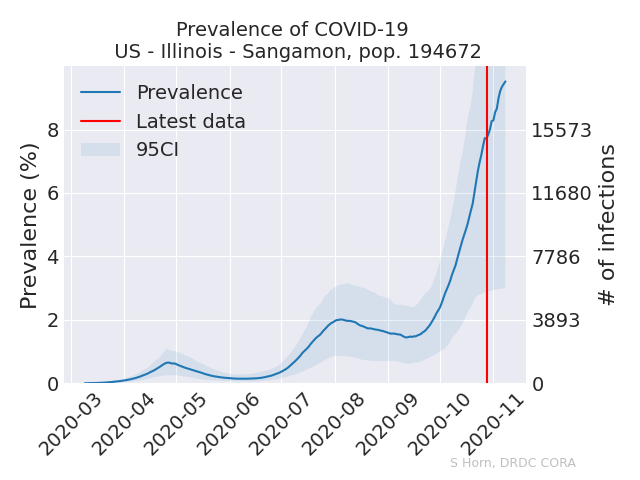 Prevalence of COVID-19
US - Illinois - Sangamon, pop. 194672
Prevalence
Latest data
95CI
Prevalence (%)
8
6
4
2
0
15573
11680
7786
3893
0
# of infections
2020-03
2020-04
2020-05
2020-06
2020-07
2020-08
2020-09
2020-10
2020-11
S Horn, DRDC CORA